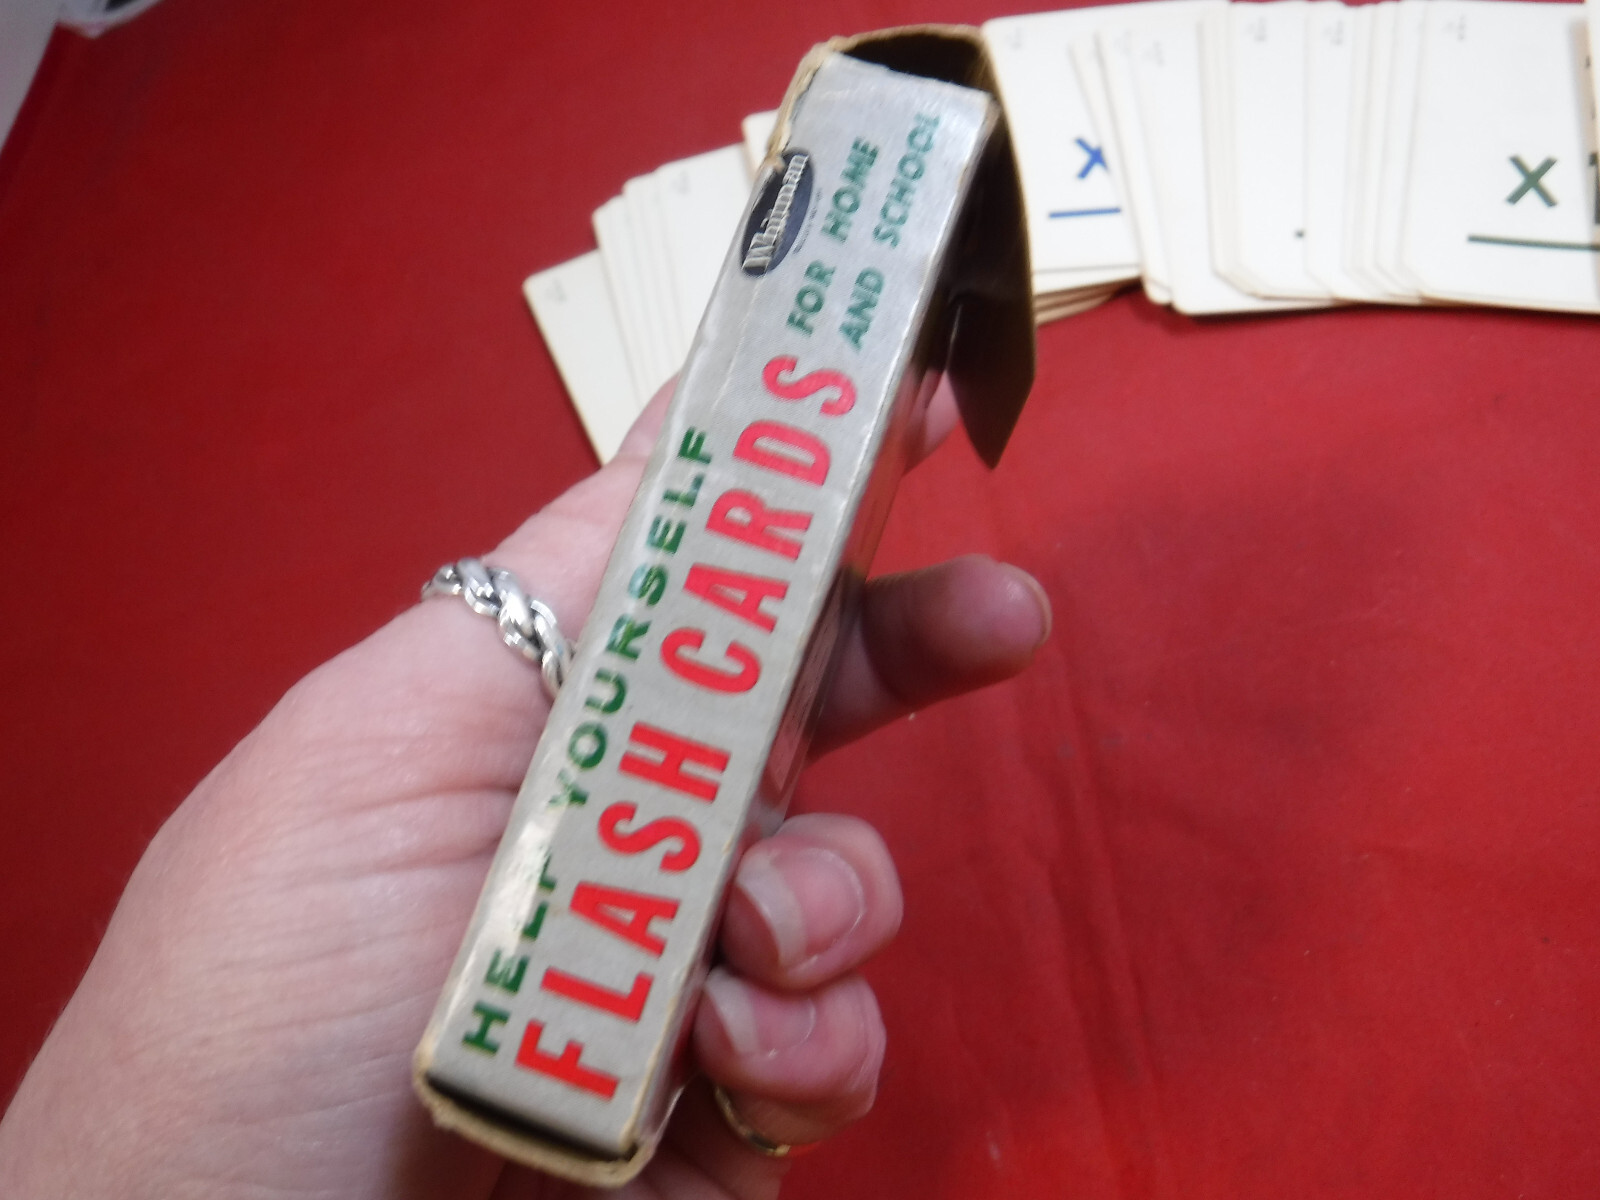 HELP YOURSELF
FLASH CARDS
FOR HOME
AND SCHOOL
Whitman
x
x